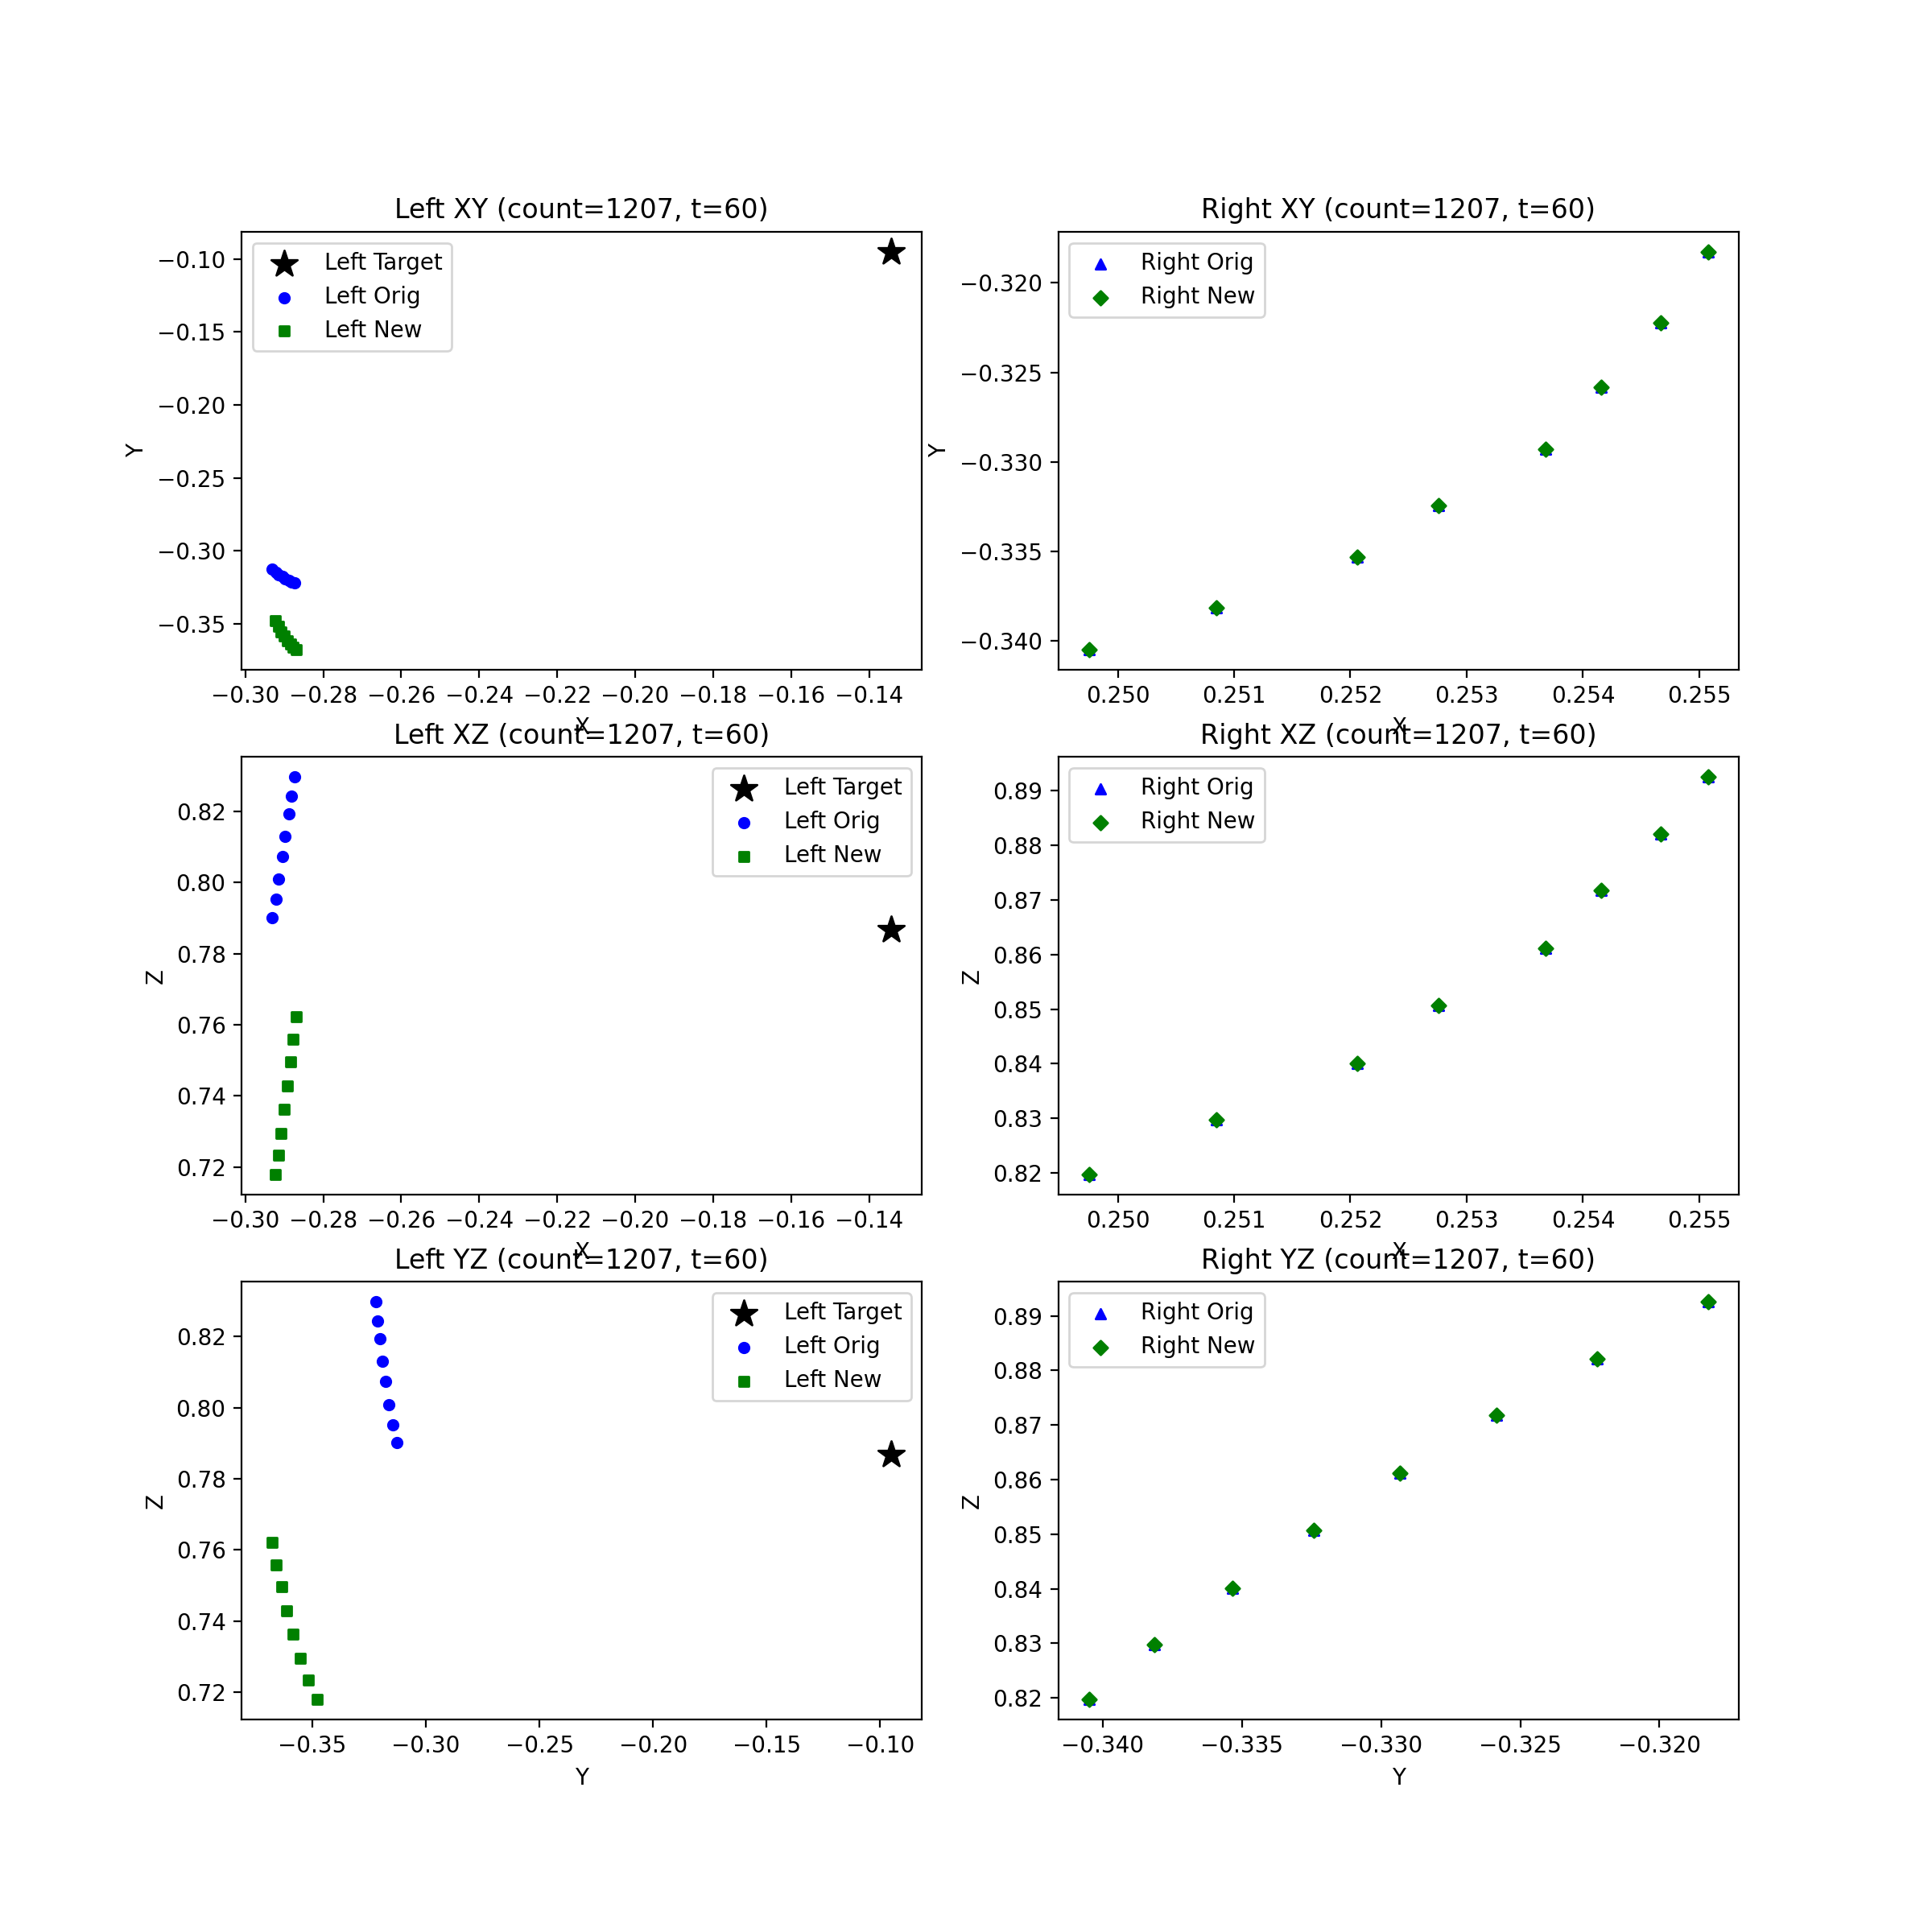 Left XY (count=1207, t=60)
Left Target
Left Orig
Left New
Y
−0.10
−0.15
−0.20
−0.25
−0.30
−0.35
−0.30 −0.28 −0.26 −0.24 −0.22 −0.20 −0.18 −0.16 −0.14
X
Right XY (count=1207, t=60)
Right Orig
Right New
Y
−0.320
−0.325
−0.330
−0.335
−0.340
0.250 0.251 0.252 0.253 0.254 0.255
X
Left XZ (count=1207, t=60)
Left Target
Left Orig
Left New
Z
0.82
0.80
0.78
0.76
0.74
0.72
−0.30 −0.28 −0.26 −0.24 −0.22 −0.20 −0.18 −0.16 −0.14
X
Right XZ (count=1207, t=60)
Right Orig
Right New
Z
0.89
0.88
0.87
0.86
0.85
0.84
0.83
0.82
0.250 0.251 0.252 0.253 0.254 0.255
X
Left YZ (count=1207, t=60)
Left Target
Left Orig
Left New
Z
0.82
0.80
0.78
0.76
0.74
0.72
−0.35 −0.30 −0.25 −0.20 −0.15 −0.10
Y
Right YZ (count=1207, t=60)
Right Orig
Right New
Z
0.89
0.88
0.87
0.86
0.85
0.84
0.83
0.82
−0.340 −0.335 −0.330 −0.325 −0.320
Y